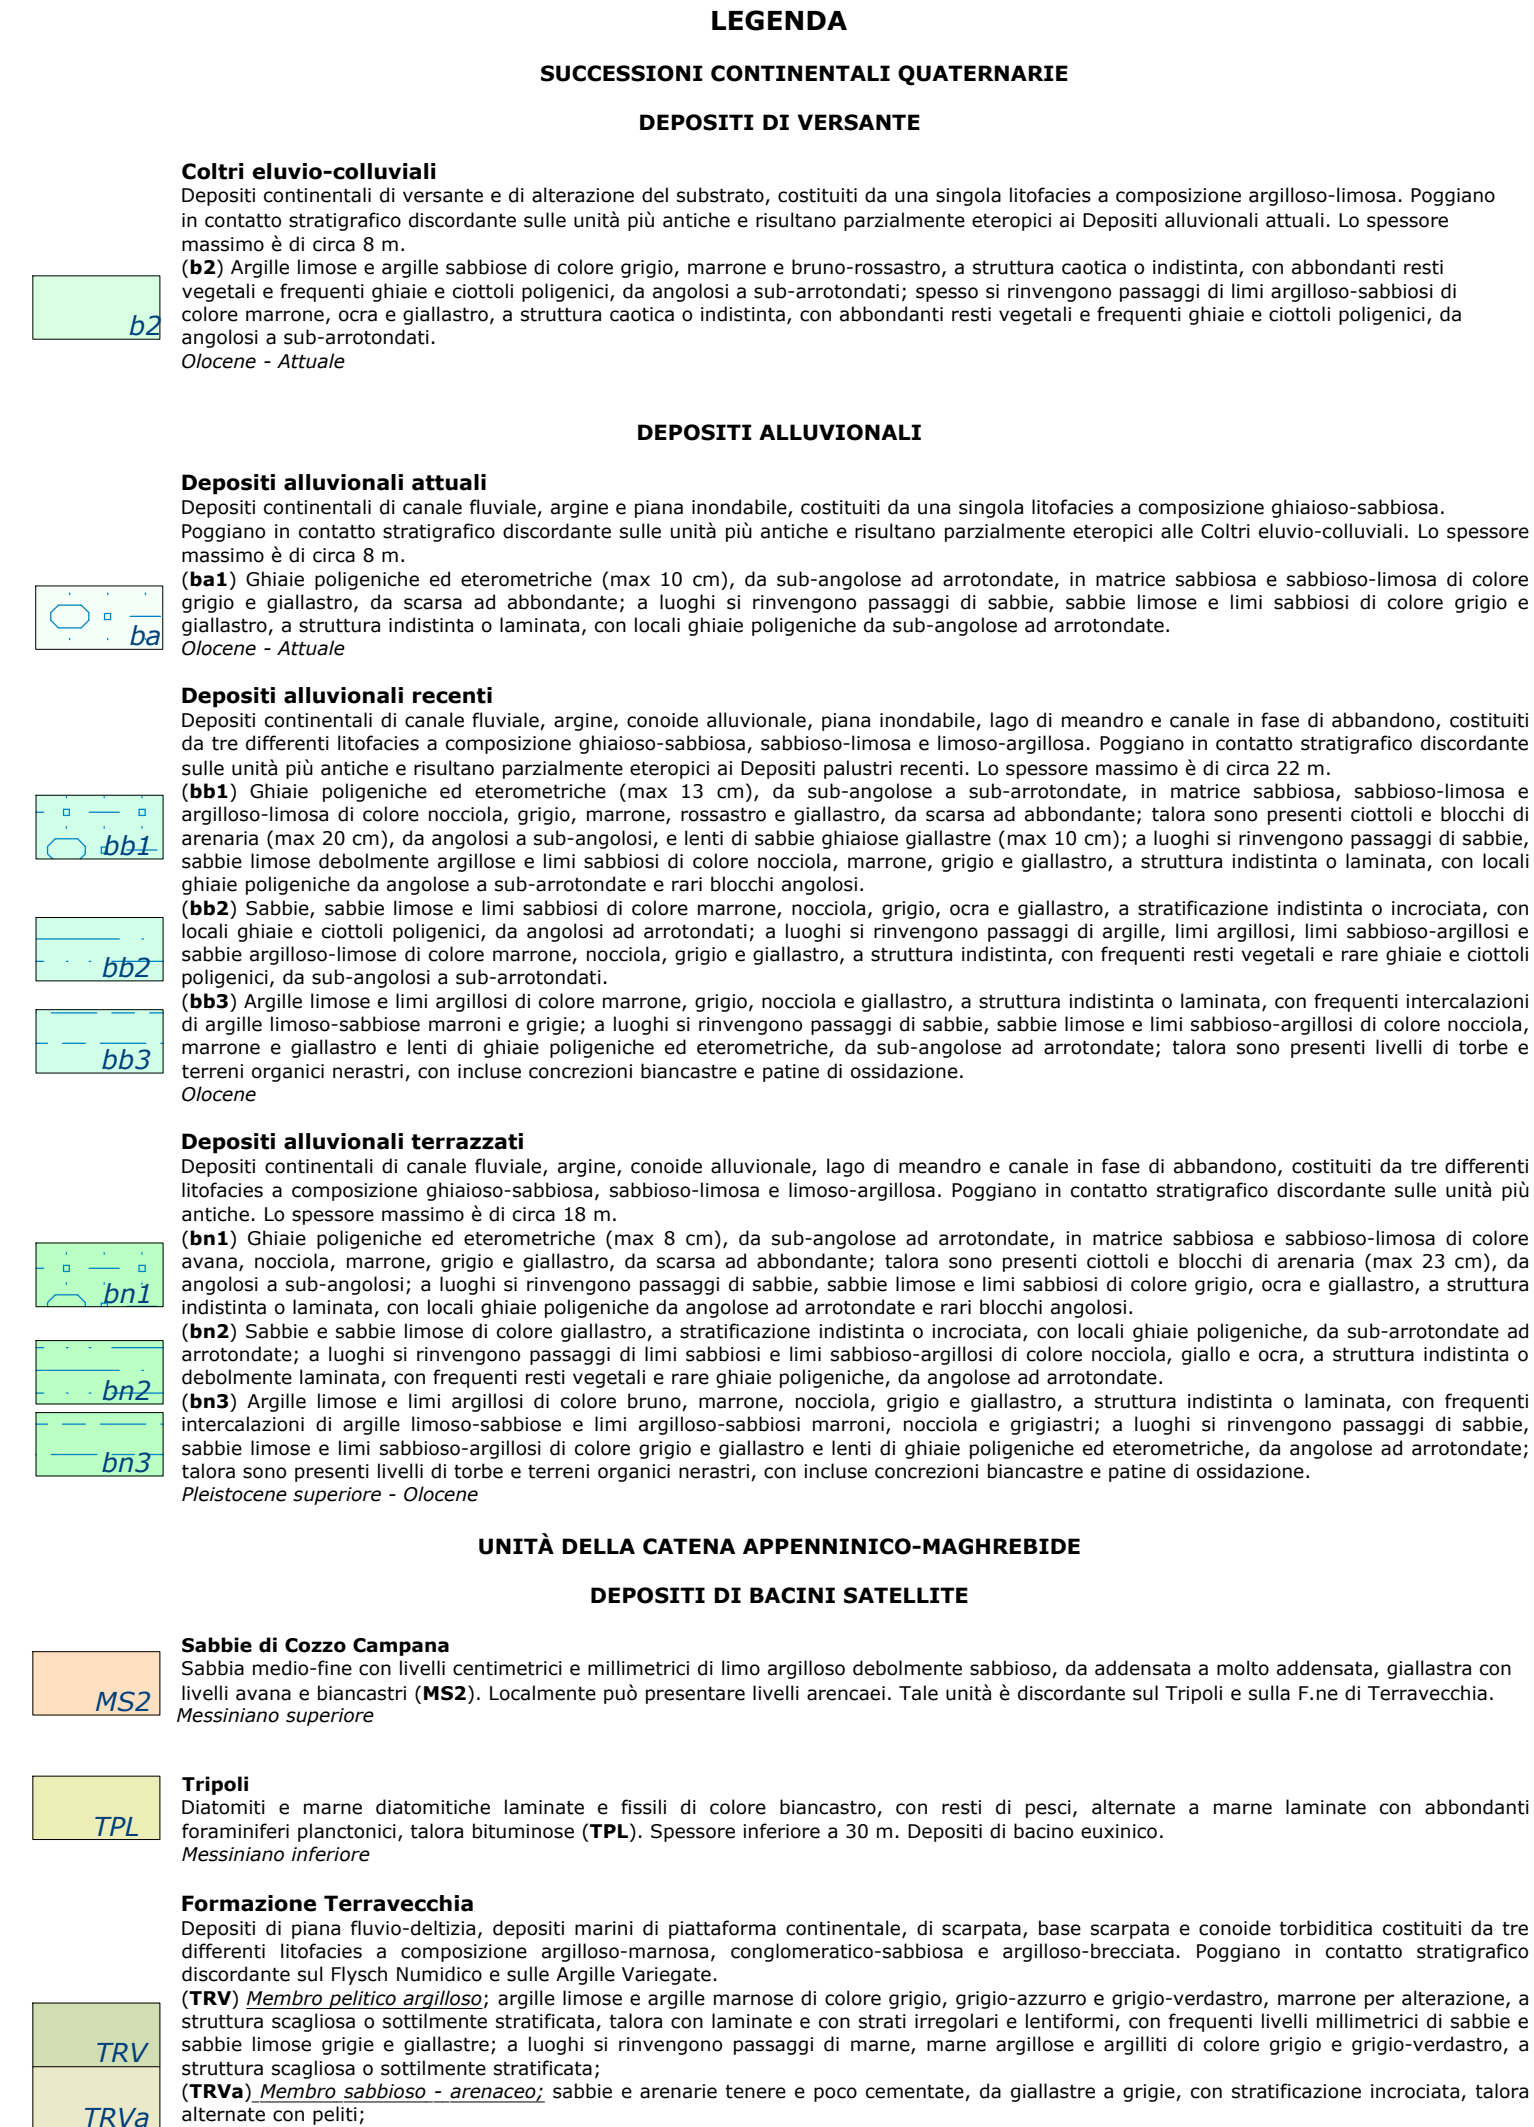 LEGENDA
SUCCESSIONI CONTINENTALI QUATERNARIE
DEPOSITI DI VERSANTE
Coltri eluvio-colluviali
Depositi continentali di versante e di alterazione del substrato, costituiti da una singola litofacies a composizione argilloso-limosa. Poggiano
in contatto stratigrafico discordante sulle unità più antiche e risultano parzialmente eteropici ai Depositi alluvionali attuali. Lo spessore
massimo è di circa 8 m.
(b2) Argille limose e argille sabbiose di colore grigio, marrone e bruno-rossastro, a struttura caotica o indistinta, con abbondanti resti
vegetali e frequenti ghiaie e ciottoli poligenici, da angolosi a sub-arrotondati; spesso si rinvengono passaggi di limi argilloso-sabbiosi di
colore marrone, ocra e giallastro, a struttura caotica o indistinta, con abbondanti resti vegetali e frequenti ghiaie e ciottoli poligenici, da
angolosi a sub-arrotondati.
b2
Olocene - Attuale
DEPOSITI ALLUVIONALI
Depositi alluvionali attuali
Depositi continentali di canale fluviale, argine e piana inondabile, costituiti da una singola litofacies a composizione ghiaioso-sabbiosa.
Poggiano in contatto stratigrafico discordante sulle unità più antiche e risultano parzialmente eteropici alle Coltri eluvio-colluviali. Lo spessore
massimo è di circa 8 m.
(ba1) Ghiaie poligeniche ed eterometriche (max 10 cm), da sub-angolose ad arrotondate, in matrice sabbiosa e sabbioso-limosa di colore
grigio e giallastro, da scarsa ad abbondante; a luoghi si rinvengono passaggi di sabbie, sabbie limose e limi sabbiosi di colore grigio e
giallastro, a struttura indistinta o laminata, con locali ghiaie poligeniche da sub-angolose ad arrotondate.
ba
Olocene - Attuale
Depositi alluvionali recenti
Depositi continentali di canale fluviale, argine, conoide alluvionale, piana inondabile, lago di meandro e canale in fase di abbandono, costituiti
da tre differenti litofacies a composizione ghiaioso-sabbiosa, sabbioso-limosa e limoso-argillosa. Poggiano in contatto stratigrafico discordante
sulle unità più antiche e risultano parzialmente eteropici ai Depositi palustri recenti. Lo spessore massimo è di circa 22 m.
(bb1) Ghiaie poligeniche ed eterometriche (max 13 cm), da sub-angolose a sub-arrotondate, in matrice sabbiosa, sabbioso-limosa e
argilloso-limosa di colore nocciola, grigio, marrone, rossastro e giallastro, da scarsa ad abbondante; talora sono presenti ciottoli e blocchi di
arenaria (max 20 cm), da angolosi a sub-angolosi, e lenti di sabbie ghaiose giallastre (max 10 cm); a luoghi si rinvengono passaggi di sabbie,
bb1
sabbie limose debolmente argillose e limi sabbiosi di colore nocciola, marrone, grigio e giallastro, a struttura indistinta o laminata, con locali
ghiaie poligeniche da angolose a sub-arrotondate e rari blocchi angolosi.
(bb2) Sabbie, sabbie limose e limi sabbiosi di colore marrone, nocciola, grigio, ocra e giallastro, a stratificazione indistinta o incrociata, con
locali ghiaie e ciottoli poligenici, da angolosi ad arrotondati; a luoghi si rinvengono passaggi di argille, limi argillosi, limi sabbioso-argillosi e
sabbie argilloso-limose di colore marrone, nocciola, grigio e giallastro, a struttura indistinta, con frequenti resti vegetali e rare ghiaie e ciottoli
bb2
poligenici, da sub-angolosi a sub-arrotondati.
(bb3) Argille limose e limi argillosi di colore marrone, grigio, nocciola e giallastro, a struttura indistinta o laminata, con frequenti intercalazioni
di argille limoso-sabbiose marroni e grigie; a luoghi si rinvengono passaggi di sabbie, sabbie limose e limi sabbioso-argillosi di colore nocciola,
marrone e giallastro e lenti di ghiaie poligeniche ed eterometriche, da sub-angolose ad arrotondate; talora sono presenti livelli di torbe e
bb3
terreni organici nerastri, con incluse concrezioni biancastre e patine di ossidazione.
Olocene
Depositi alluvionali terrazzati
Depositi continentali di canale fluviale, argine, conoide alluvionale, lago di meandro e canale in fase di abbandono, costituiti da tre differenti
litofacies a composizione ghiaioso-sabbiosa, sabbioso-limosa e limoso-argillosa. Poggiano in contatto stratigrafico discordante sulle unità più
antiche. Lo spessore massimo è di circa 18 m.
(bn1) Ghiaie poligeniche ed eterometriche (max 8 cm), da sub-angolose ad arrotondate, in matrice sabbiosa e sabbioso-limosa di colore
avana, nocciola, marrone, grigio e giallastro, da scarsa ad abbondante; talora sono presenti ciottoli e blocchi di arenaria (max 23 cm), da
angolosi a sub-angolosi; a luoghi si rinvengono passaggi di sabbie, sabbie limose e limi sabbiosi di colore grigio, ocra e giallastro, a struttura
bn1
indistinta o laminata, con locali ghiaie poligeniche da angolose ad arrotondate e rari blocchi angolosi.
(bn2) Sabbie e sabbie limose di colore giallastro, a stratificazione indistinta o incrociata, con locali ghiaie poligeniche, da sub-arrotondate ad
arrotondate; a luoghi si rinvengono passaggi di limi sabbiosi e limi sabbioso-argillosi di colore nocciola, giallo e ocra, a struttura indistinta o
debolmente laminata, con frequenti resti vegetali e rare ghiaie poligeniche, da angolose ad arrotondate.
bn2
(bn3) Argille limose e limi argillosi di colore bruno, marrone, nocciola, grigio e giallastro, a struttura indistinta o laminata, con frequenti
intercalazioni di argille limoso-sabbiose e limi argilloso-sabbiosi marroni, nocciola e grigiastri; a luoghi si rinvengono passaggi di sabbie,
sabbie limose e limi sabbioso-argillosi di colore grigio e giallastro e lenti di ghiaie poligeniche ed eterometriche, da angolose ad arrotondate;
bn3
talora sono presenti livelli di torbe e terreni organici nerastri, con incluse concrezioni biancastre e patine di ossidazione.
Pleistocene superiore - Olocene
UNITÀ DELLA CATENA APPENNINICO-MAGHREBIDE
DEPOSITI DI BACINI SATELLITE
Sabbie di Cozzo Campana
Sabbia medio-fine con livelli centimetrici e millimetrici di limo argilloso debolmente sabbioso, da addensata a molto addensata, giallastra con
livelli avana e biancastri (MS2). Localmente può presentare livelli arencaei. Tale unità è discordante sul Tripoli e sulla F.ne di Terravecchia.
MS2
Messiniano superiore
Tripoli
Diatomiti e marne diatomitiche laminate e fissili di colore biancastro, con resti di pesci, alternate a marne laminate con abbondanti
foraminiferi planctonici, talora bituminose (TPL). Spessore inferiore a 30 m. Depositi di bacino euxinico.
TPL
Messiniano inferiore
Formazione Terravecchia
Depositi di piana fluvio-deltizia, depositi marini di piattaforma continentale, di scarpata, base scarpata e conoide torbiditica costituiti da tre
differenti litofacies a composizione argilloso-marnosa, conglomeratico-sabbiosa e argilloso-brecciata. Poggiano in contatto stratigrafico
discordante sul Flysch Numidico e sulle Argille Variegate.
(TRV) Membro pelitico argilloso; argille limose e argille marnose di colore grigio, grigio-azzurro e grigio-verdastro, marrone per alterazione, a
struttura scagliosa o sottilmente stratificata, talora con laminate e con strati irregolari e lentiformi, con frequenti livelli millimetrici di sabbie e
sabbie limose grigie e giallastre; a luoghi si rinvengono passaggi di marne, marne argillose e argilliti di colore grigio e grigio-verdastro, a
TRV
struttura scagliosa o sottilmente stratificata;
(TRVa) Membro sabbioso - arenaceo; sabbie e arenarie tenere e poco cementate, da giallastre a grigie, con stratificazione incrociata, talora
TRVa
alternate con peliti;